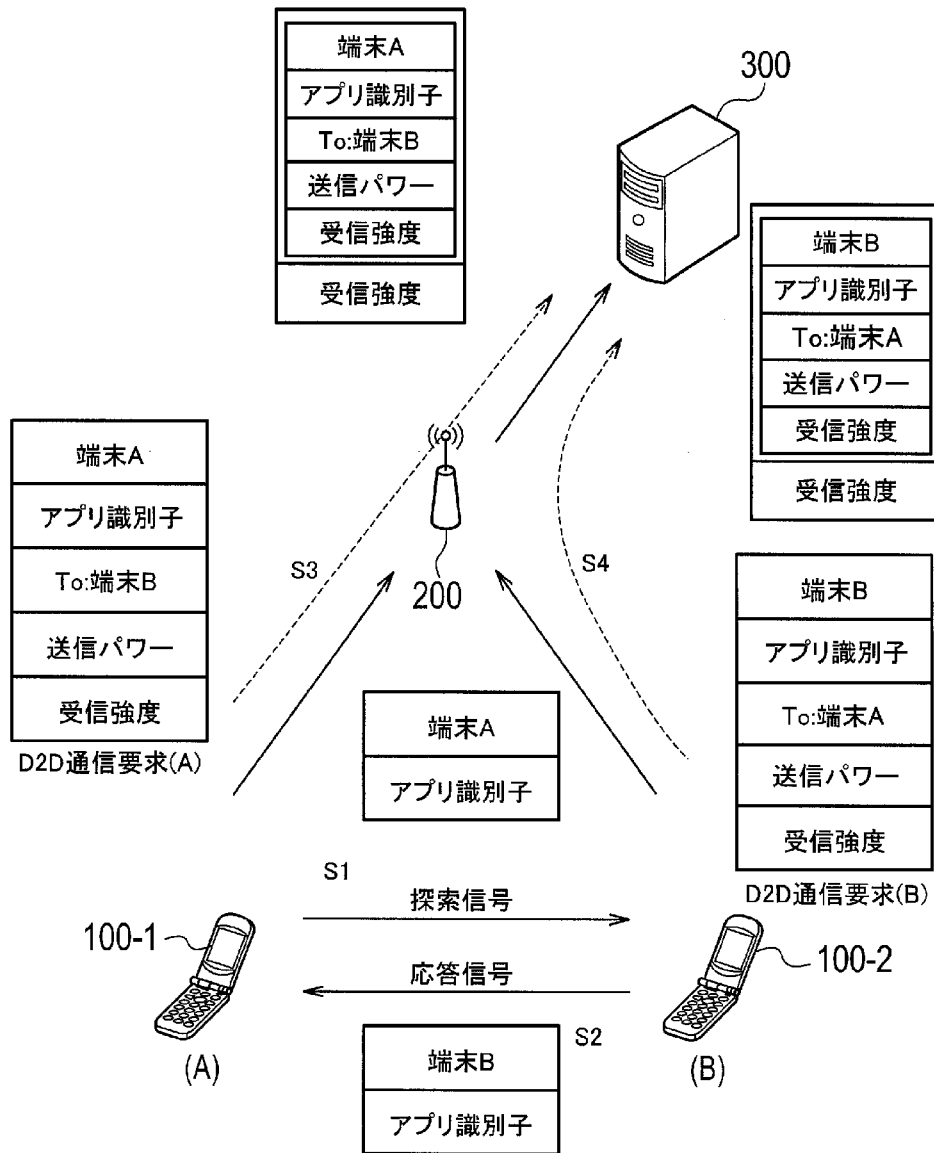 端末A
アプリ識別子
To:端末B
送信パワー
受信強度
受信強度
300
端末B
アプリ識別子
To:端末A
送信パワー
受信強度
受信強度
端末A
アプリ識別子
To:端末B
送信パワー
受信強度
D2D通信要求(A)
S3
200
S4
端末B
アプリ識別子
To:端末A
送信パワー
受信強度
D2D通信要求(B)
端末A
アプリ識別子
S1
探索信号
100-1
100-2
応答信号
S2
(A)
(B)
端末B
アプリ識別子